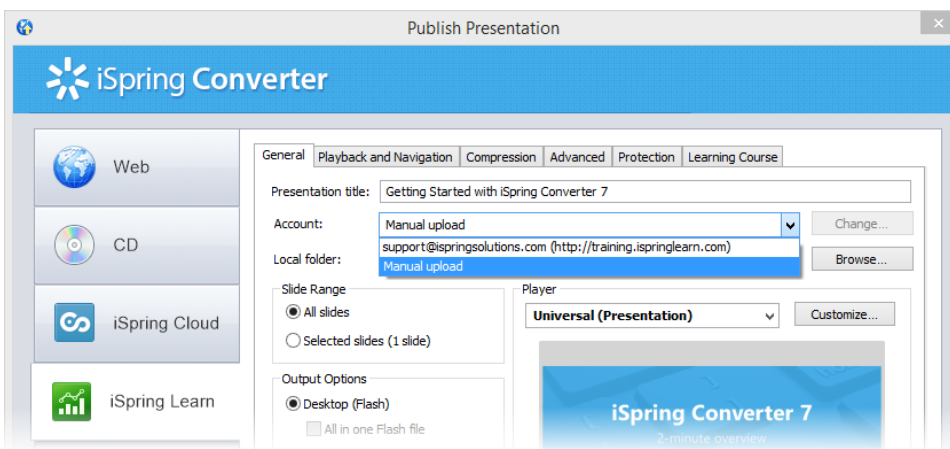 Publish Presentation
iSpring Converter
Web
CD
iSpring Cloud
iSpring Learn
General Playback and Navigation Compression Advanced Protection Learning Course
Presentation title: Getting Started with iSpring Converter 7
Account: Manual upload Change...
support@ispringsolutions.com (http://training.ispringlearn.com)
Local folder: Manual upload Browse...
Slide Range
All slides
Selected slides (1 slide)
Player
Universal (Presentation) Customize...
Output Options
Desktop (Flash)
All in one Flash file
iSpring Converter 7
2-minute overview